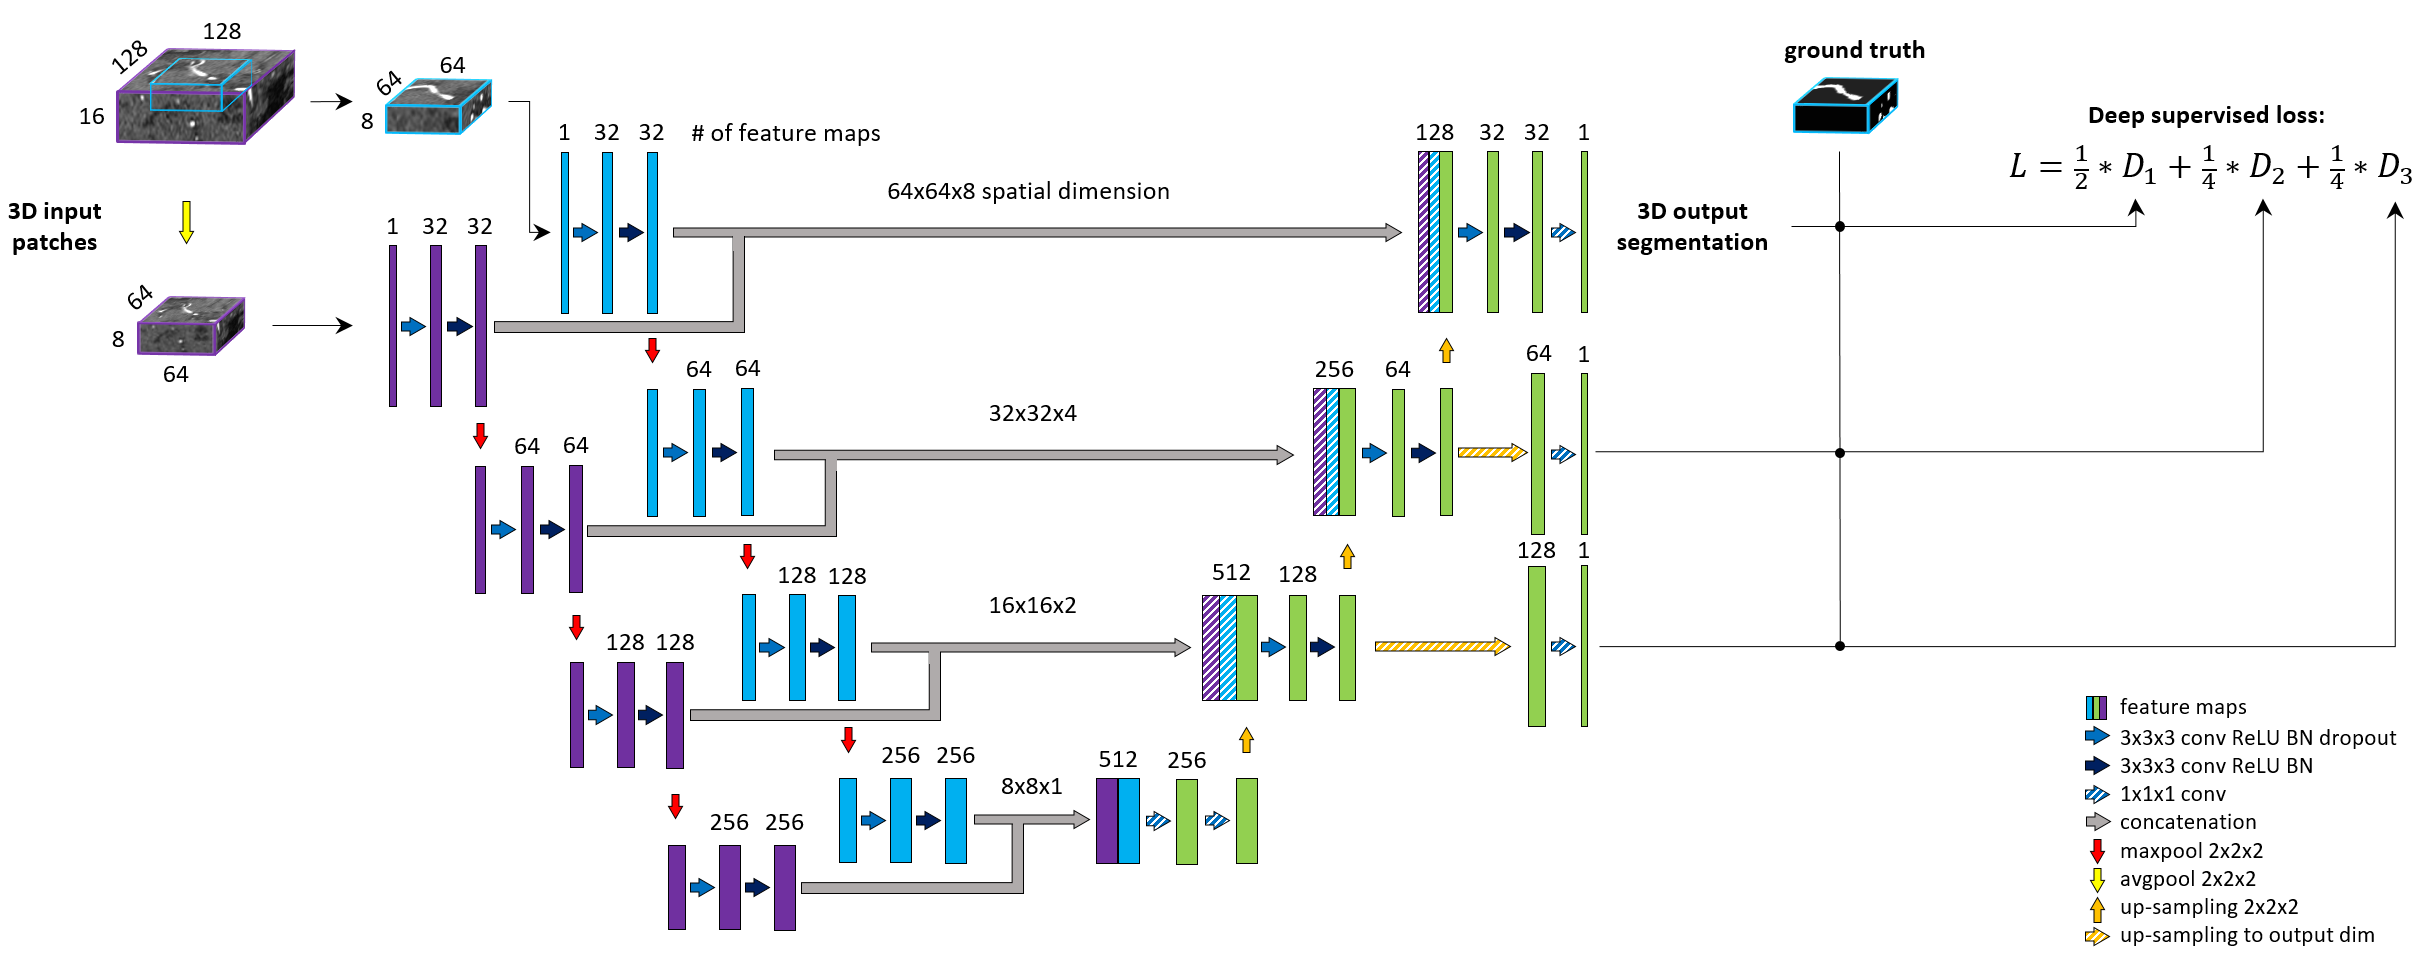 128
128
16
64
64
8
3D input
patches
64
8
64
1 32 32
# of feature maps
64x64x8 spatial dimension
1 32 32
128 32 32 1
3D output
segmentation
ground truth
Deep supervised loss:
L = 1/2 * D₁ + 1/4 * D₂ + 1/4 * D₃
64 64
64 64
32x32x4
256 64
64 1
128 128
128 128
16x16x2
512 128
128 1
256 256
256 256
8x8x1
512 256
feature maps
3x3x3 conv ReLU BN dropout
3x3x3 conv ReLU BN
1x1x1 conv
concatenation
maxpool 2x2x2
avgpool 2x2x2
up-sampling 2x2x2
up-sampling to output dim